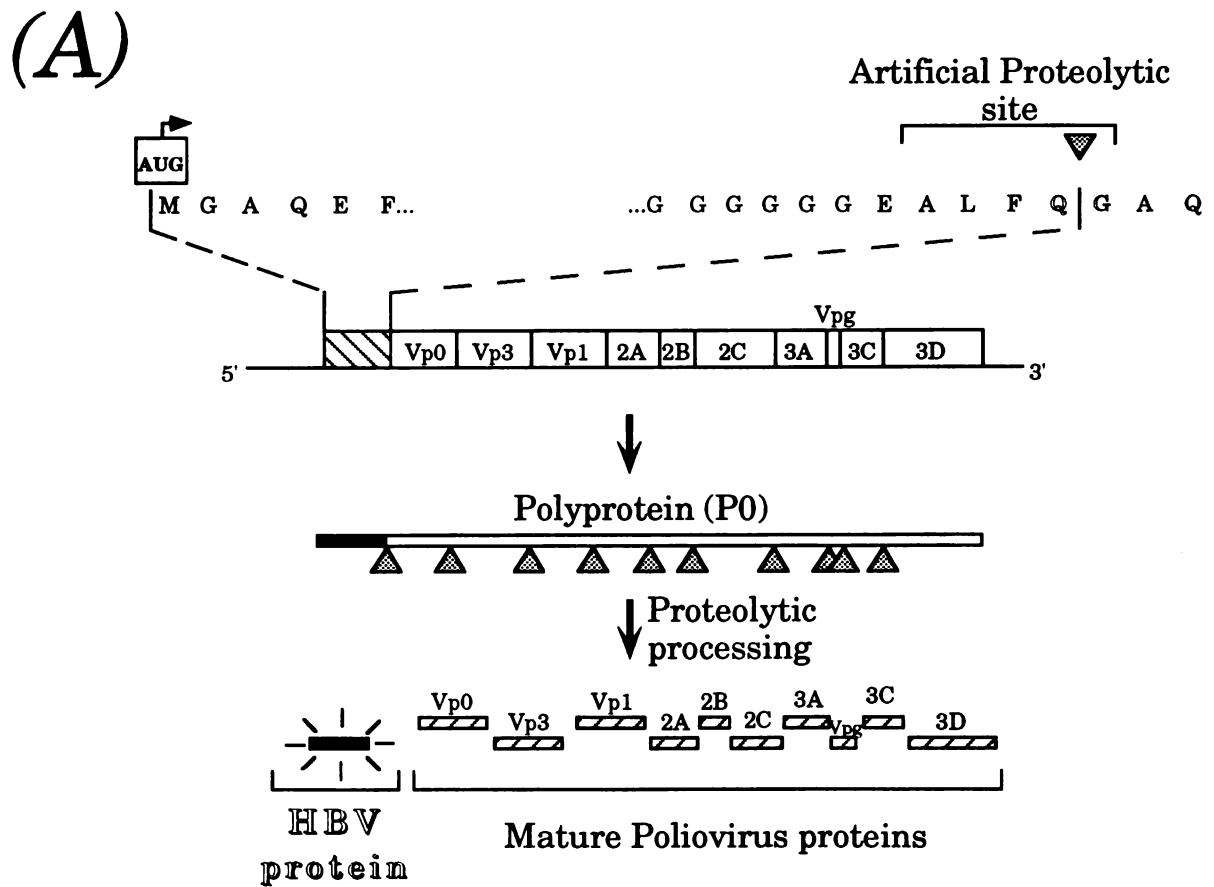 (A)
Artificial Proteolytic
site
AUG
M G A Q E F... ...G G G G G G E A L F Q G A Q
Vpg
Vp0 Vp3 Vp1 2A 2B 2C 3A 3C 3D
5' 3'
Polyprotein (P0)
Proteolytic
processing
Vp0 Vp3 Vp1 2A 2B 2C 3A Vpg 3C 3D
HBV
protein
Mature Poliovirus proteins